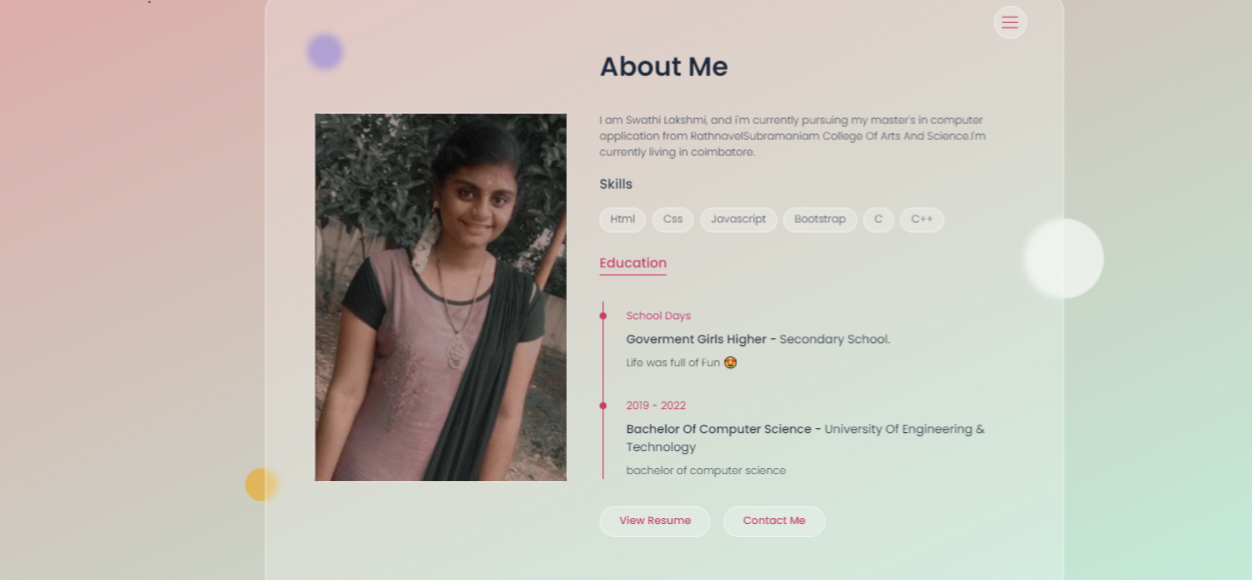 About Me
I am Swathi Lakshmi, and i'm currently pursuing my master's in computer
application from RathnavelSubramaniam College Of Arts And Science.I'm
currently living in coimbatore.
Skills
Html Css Javascript Bootstrap C C++
Education
School Days
Goverment Girls Higher - Secondary School.
Life was full of Fun 😍
2019 - 2022
Bachelor Of Computer Science - University Of Engineering &
Technology
bachelor of computer science
View Resume Contact Me